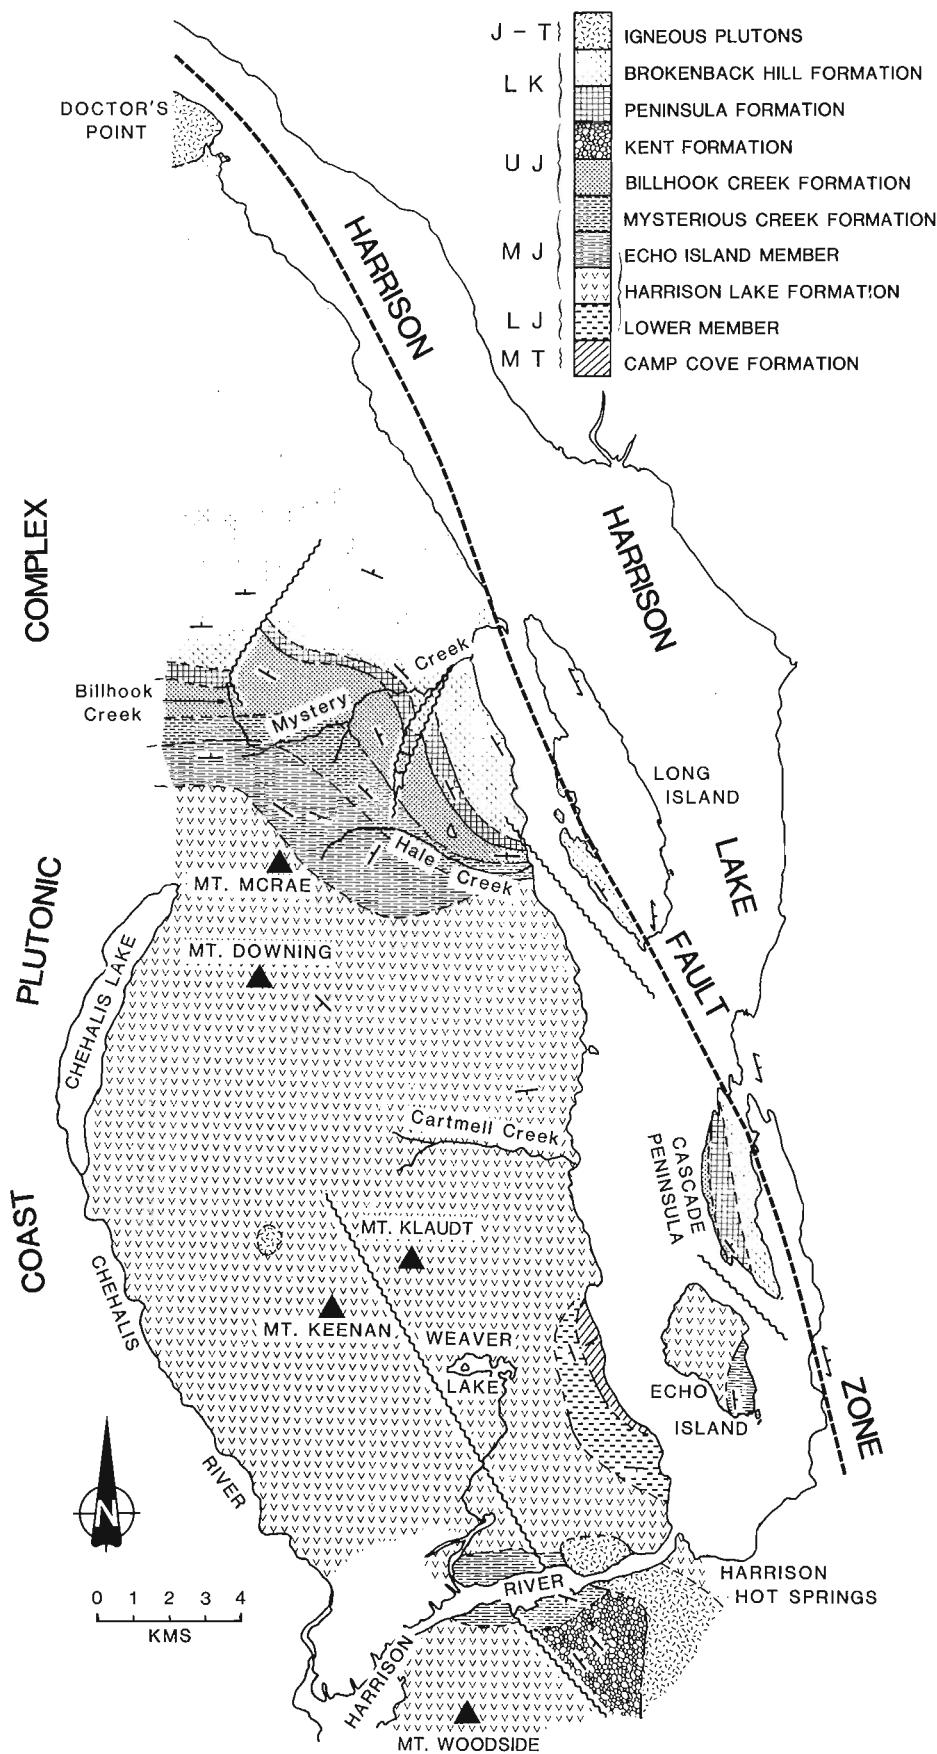 J - T
IGNEOUS PLUTONS
L K
BROKENBACK HILL FORMATION
PENINSULA FORMATION
KENT FORMATION
U J
BILLHOOK CREEK FORMATION
MYSTERIOUS CREEK FORMATION
M J
ECHO ISLAND MEMBER
HARRISON LAKE FORMATION
L J
LOWER MEMBER
M T
CAMP COVE FORMATION
DOCTOR'S
POINT
HARRISON
HARRISON
COMPLEX
Creek
Billhook
Creek
Mystery
LONG
ISLAND
LAKE
Hale
Creek
MT. MCRAE
PLUTONIC
MT. DOWNING
FAULT
CHEHALIS LAKE
Cartmell Creek
CASCADE
PENINSULA
COAST
MT. KLAUDT
CHEHALIS
MT. KEENAN
WEAVER
LAKE
ECHO
ISLAND
ZONE
RIVER
N
HARRISON
HOT SPRINGS
RIVER
0 1 2 3 4
KMS
HARRISON
MT. WOODSIDE